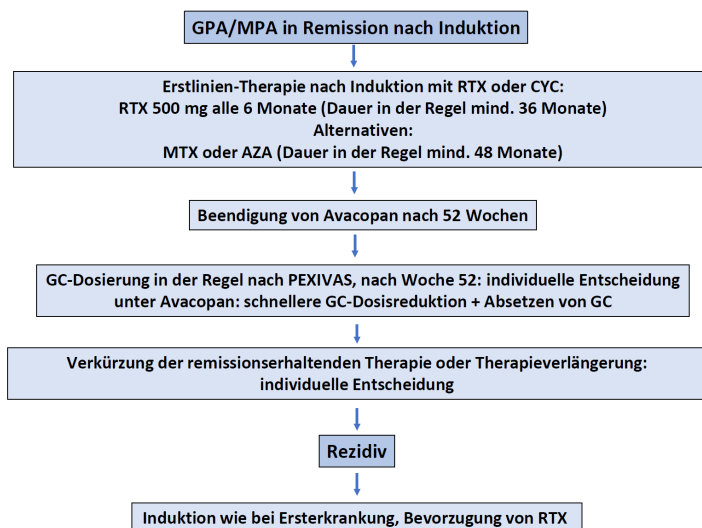 GPA/MPA in Remission nach Induktion
Erstlinien-Therapie nach Induktion mit RTX oder CYC:
RTX 500 mg alle 6 Monate (Dauer in der Regel mind. 36 Monate)
Alternativen:
MTX oder AZA (Dauer in der Regel mind. 48 Monate)
Beendigung von Avacopan nach 52 Wochen
GC-Dosierung in der Regel nach PEXIVAS, nach Woche 52: individuelle Entscheidung
unter Avacopan: schnellere GC-Dosisreduktion + Absetzen von GC
Verkürzung der remissionserhaltenden Therapie oder Therapieverlängerung:
individuelle Entscheidung
Rezidiv
Induktion wie bei Ersterkrankung, Bevorzugung von RTX